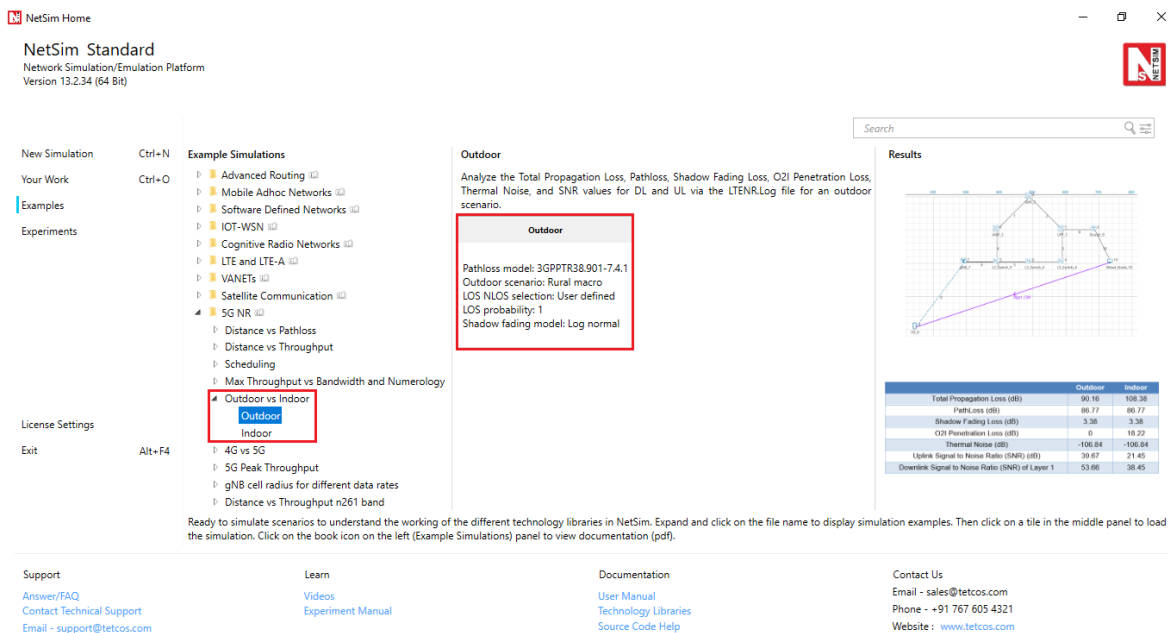 NetSim Home
NetSim Standard
Network Simulation/Emulation Platform
Version 13.2.34 (64 Bit)
NETSIM
Search
New Simulation Ctrl+N
Your Work Ctrl+O
Examples
Experiments
License Settings
Exit Alt+F4
Example Simulations
Advanced Routing
Mobile Adhoc Networks
Software Defined Networks
IOT-WSN
Cognitive Radio Networks
LTE and LTE-A
VANETs
Satellite Communication
5G NR
Distance vs Pathloss
Distance vs Throughput
Scheduling
Max Throughput vs Bandwidth and Numerology
Outdoor vs Indoor
Outdoor
Indoor
4G vs 5G
5G Peak Throughput
gNB cell radius for different data rates
Distance vs Throughput n261 band
Outdoor
Analyze the Total Propagation Loss, Pathloss, Shadow Fading Loss, O2I Penetration Loss,
Thermal Noise, and SNR values for DL and UL via the LTENR.Log file for an outdoor
scenario.
Outdoor
Pathloss model: 3GPPTR38.901-7.4.1
Outdoor scenario: Rural macro
LOS NLOS selection: User defined
LOS probability: 1
Shadow fading model: Log normal
Results
Outdoor Indoor
Total Propagation Loss (dB) 90.16 108.38
PathLoss (dB) 86.77 86.77
Shadow Fading Loss (dB) 3.38 3.38
O2I Penetration Loss (dB) 0 18.22
Thermal Noise (dB) -106.84 -106.84
Uplink Signal to Noise Ratio (SNR) (dB) 39.67 21.45
Downlink Signal to Noise Ratio (SNR) of Layer 1 53.66 38.45
Ready to simulate scenarios to understand the working of the different technology libraries in NetSim. Expand and click on the file name to display simulation examples. Then click on a tile in the middle panel to load
the simulation. Click on the book icon on the left (Example Simulations) panel to view documentation (pdf).
Support
Answer/FAQ
Contact Technical Support
Email - support@tetcos.com
Learn
Videos
Experiment Manual
Documentation
User Manual
Technology Libraries
Source Code Help
Contact Us
Email - sales@tetcos.com
Phone - +91 767 605 4321
Website : www.tetcos.com